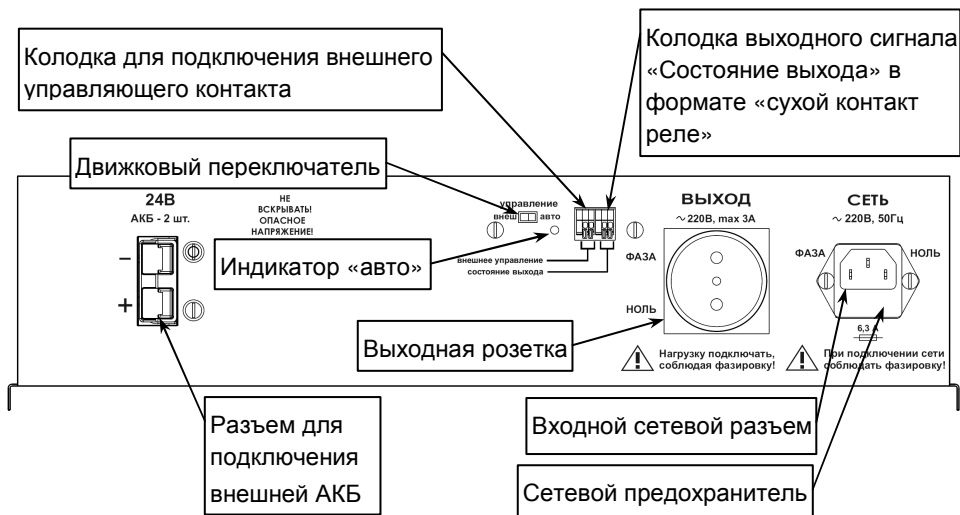 Колодка для подключения внешнего
управляющего контакта
Колодка выходного сигнала
«Состояние выхода» в
формате «сухой контакт
реле»
Движковый переключатель
24В
АКБ - 2 шт.
НЕ
ВСКРЫВАТЬ!
ОПАСНОЕ
НАПРЯЖЕНИЕ!
управление
внеш авто
внешнее управление
состояние выхода
ВЫХОД
~ 220В, max 3А
ФАЗА
НОЛЬ
СЕТЬ
~ 220В, 50Гц
ФАЗА НОЛЬ
6,3 А
–
+
Индикатор «авто»
Выходная розетка
Нагрузку подключать,
соблюдая фазировку!
При подключении сети
соблюдать фазировку!
Разъем для
подключения
внешней АКБ
Входной сетевой разъем
Сетевой предохранитель